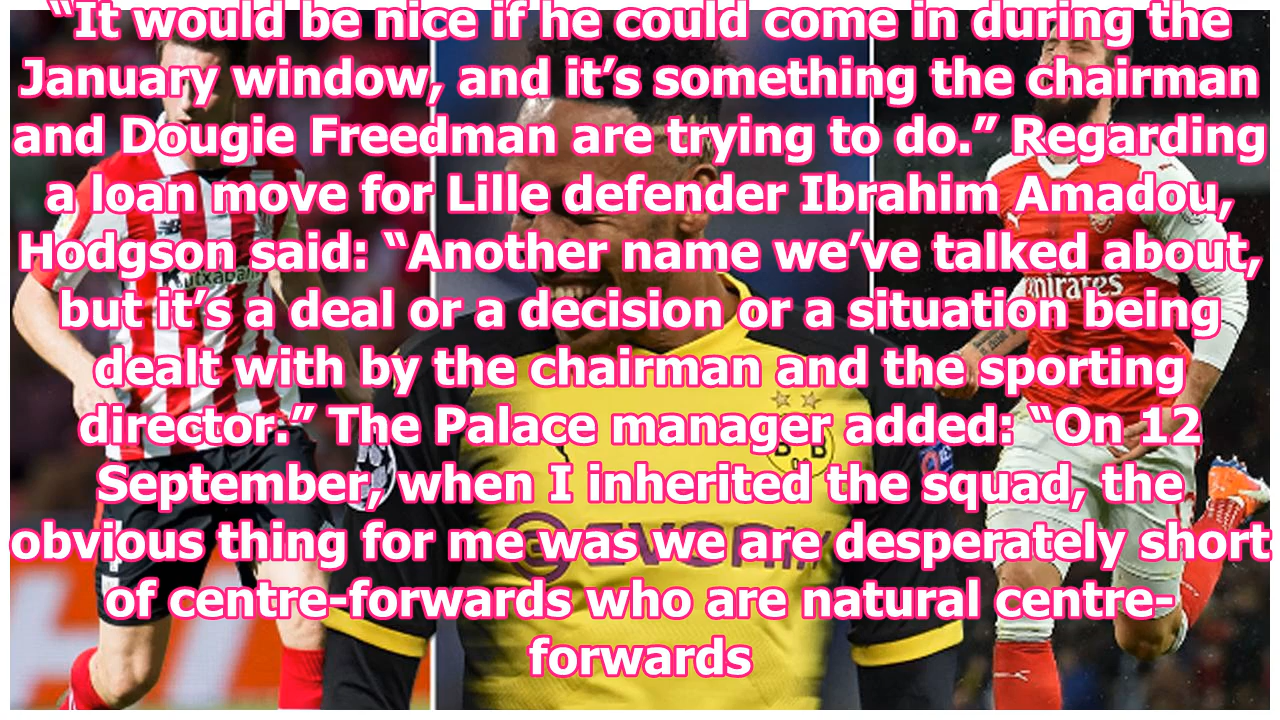 “It would be nice if he could come in during the
January window, and it’s something the chairman
and Dougie Freedman are trying to do.” Regarding
a loan move for Lille defender Ibrahim Amadou,
Hodgson said: “Another name we’ve talked about,
but it’s a deal or a decision or a situation being
dealt with by the chairman and the sporting
director.” The Palace manager added: “On 12
September, when I inherited the squad, the
obvious thing for me was we are desperately short
of centre-forwards who are natural centre-
forwards
Emirates
EVONIK
BVB